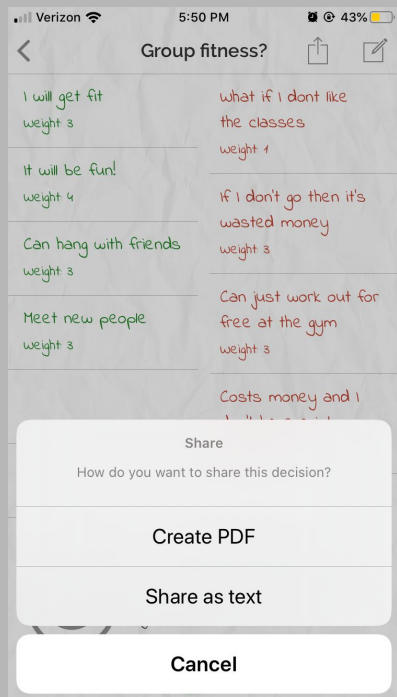 Verizon 5:50 PM 43%
Group fitness?
I will get fit
weight 3
It will be fun!
weight 4
Can hang with friends
weight 3
Meet new people
weight 3
What if I dont like
the classes
weight 1
If I don't go then it's
wasted money
weight 3
Can just work out for
free at the gym
weight 3
Costs money and I
Share
How do you want to share this decision?
Create PDF
Share as text
Cancel